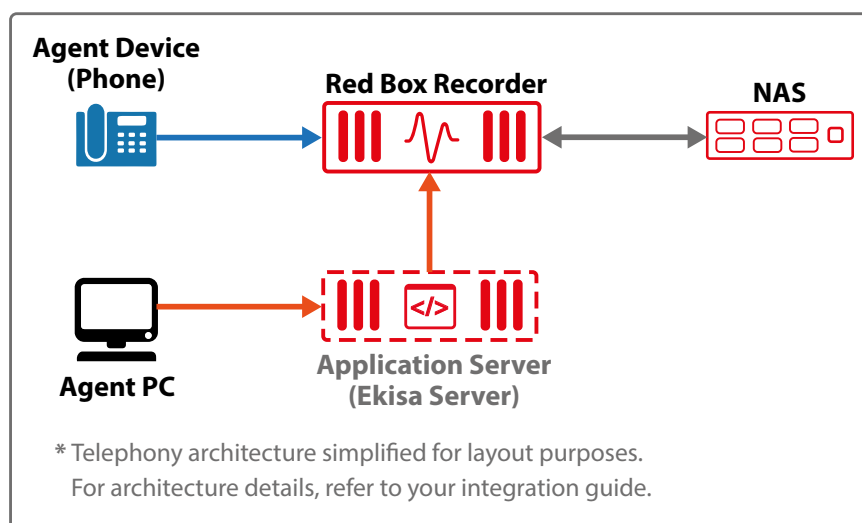 Agent Device
(Phone)
Red Box Recorder
NAS
</>
Agent PC
Application Server
(Ekisa Server)
* Telephony architecture simplified for layout purposes.
For architecture details, refer to your integration guide.